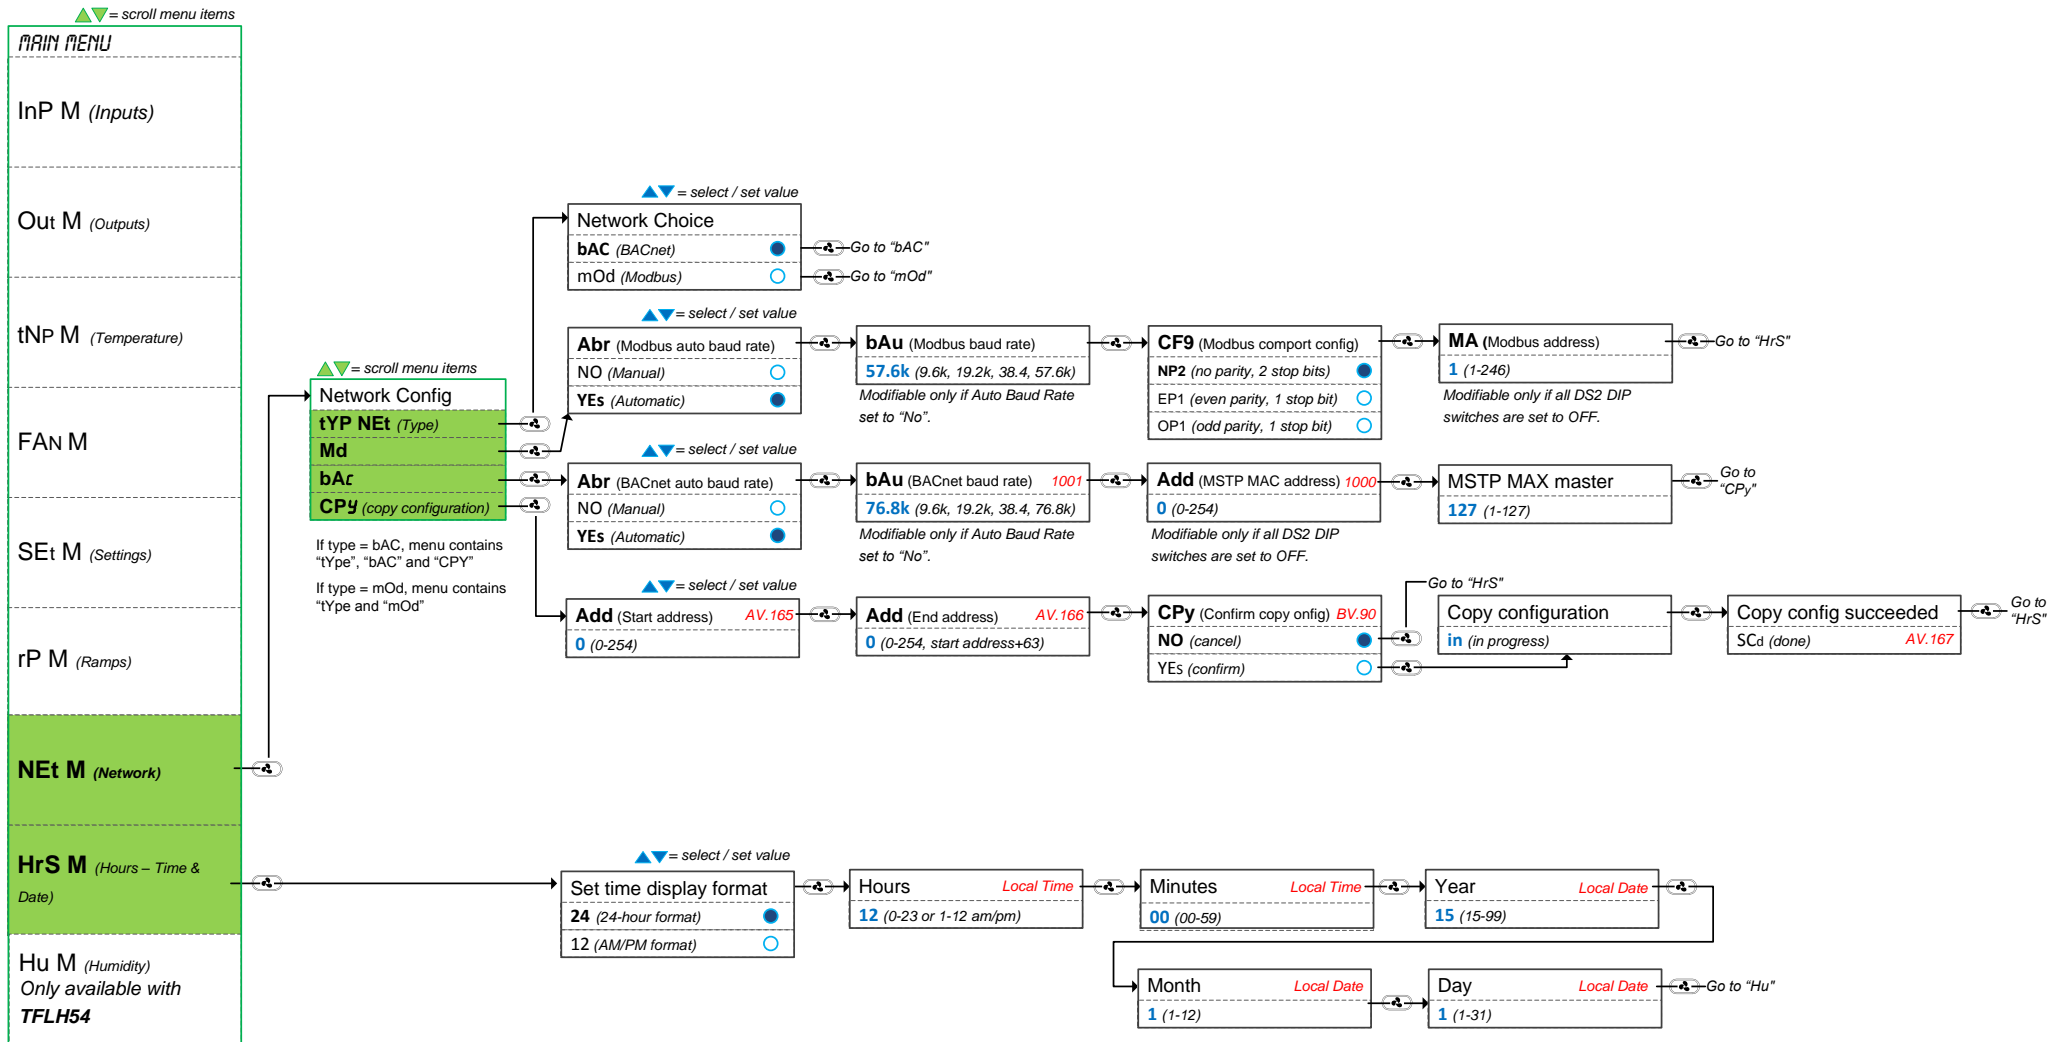 = scroll menu items
MAIN MENU
InP M (Inputs)
Out M (Outputs)
tNP M (Temperature)
FAN M
SEt M (Settings)
rP M (Ramps)
NEt M (Network)
HrS M (Hours – Time &
Date)
Hu M (Humidity)
Only available with
TFLH54
= scroll menu items
Network Config
tYP NEt (Type)
Md
bAc
CPY (copy configuration)
If type = bAC, menu contains
“tYpe”, “bAC” and “CPY”
If type = mOd, menu contains
“tYpe and “mOd”
= select / set value
Network Choice
bAC (BACnet)
Go to “bAC”
mOd (Modbus)
Go to “mOd”
= select / set value
Abr (Modbus auto baud rate)
NO (Manual)
YEs (Automatic)
bAu (Modbus baud rate)
57.6k (9.6k, 19.2k, 38.4, 57.6k)
Modifiable only if Auto Baud Rate
set to “No”.
CF9 (Modbus comport config)
NP2 (no parity, 2 stop bits)
EP1 (even parity, 1 stop bit)
OP1 (odd parity, 1 stop bit)
MA (Modbus address)
1 (1-246)
Modifiable only if all DS2 DIP
switches are set to OFF.
Go to “HrS”
= select / set value
Abr (BACnet auto baud rate)
NO (Manual)
YEs (Automatic)
bAu (BACnet baud rate) 1001
76.8k (9.6k, 19.2k, 38.4, 76.8k)
Modifiable only if Auto Baud Rate
set to “No”.
Add (MSTP MAC address) 1000
0 (0-254)
Modifiable only if all DS2 DIP
switches are set to OFF.
MSTP MAX master
127 (1-127)
Go to
“CPy”
= select / set value
Add (Start address) AV.165
0 (0-254)
Add (End address) AV.166
0 (0-254, start address+63)
CPy (Confirm copy onfig) BV.90
NO (cancel)
YEs (confirm)
Go to “HrS”
Copy configuration
in (in progress)
Copy config succeeded
SCd (done) AV.167
Go to
“HrS”
= select / set value
Set time display format
24 (24-hour format)
12 (AM/PM format)
Hours Local Time
12 (0-23 or 1-12 am/pm)
Minutes Local Time
00 (00-59)
Year Local Date
15 (15-99)
Month Local Date
1 (1-12)
Day Local Date
1 (1-31)
Go to “Hu”